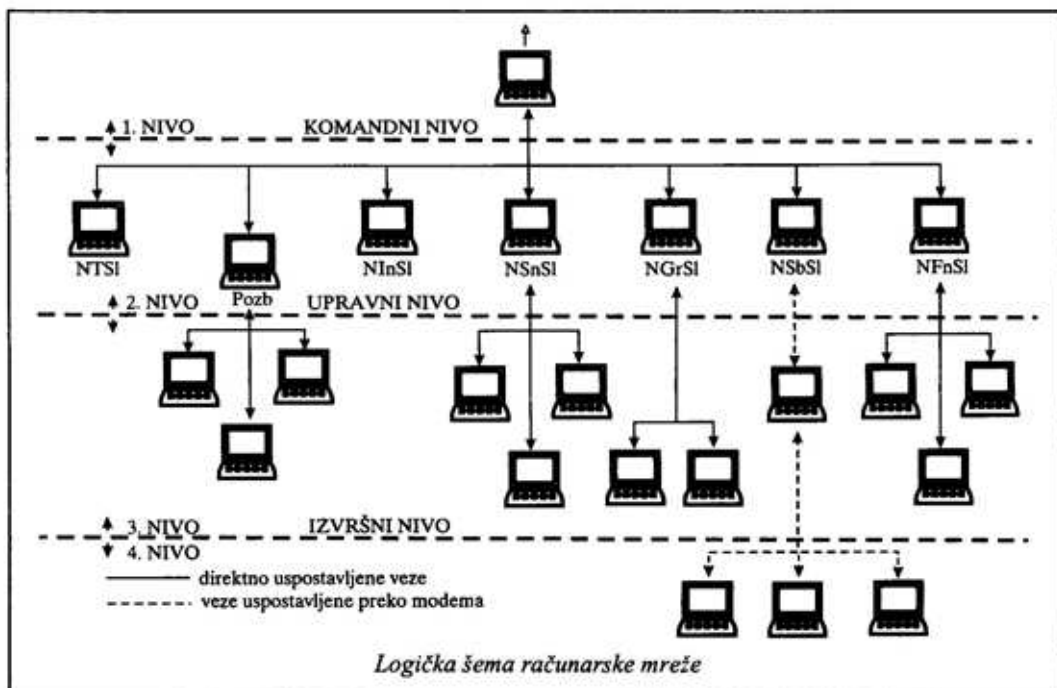 1. NIVO KOMANDNI NIVO
NTSl Pozb NInSl NSnSl NGrSl NSbSl NFnSl
2. NIVO UPRAVNI NIVO
3. NIVO IZVRŠNI NIVO
4. NIVO
direktno uspostavljene veze
veze uspostavljene preko modema
Logička šema računarske mreže